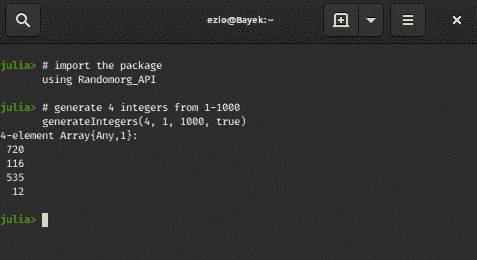 ezio@Bayek:~
julia> # import the package
using Randomorg_API
julia> # generate 4 integers from 1-1000
generateIntegers(4, 1, 1000, true)
4-element Array{Any,1}:
720
116
535
12
julia>